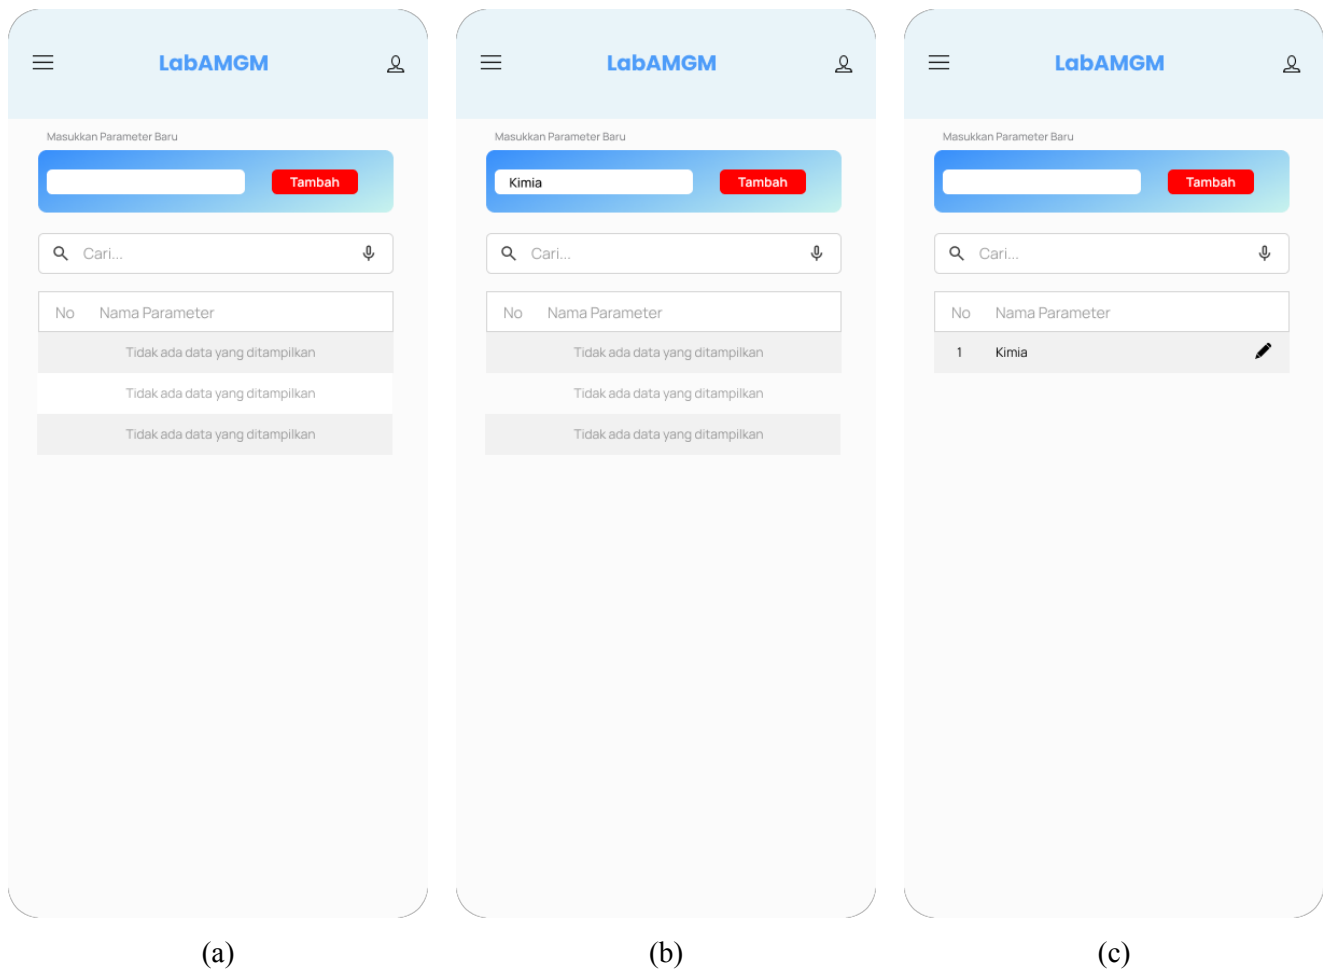 LabAMGM
Masukkan Parameter Baru
Tambah
Cari...
No Nama Parameter
Tidak ada data yang ditampilkan
Tidak ada data yang ditampilkan
Tidak ada data yang ditampilkan
(a)
LabAMGM
Masukkan Parameter Baru
Kimia Tambah
Cari...
No Nama Parameter
Tidak ada data yang ditampilkan
Tidak ada data yang ditampilkan
Tidak ada data yang ditampilkan
(b)
LabAMGM
Masukkan Parameter Baru
Tambah
Cari...
No Nama Parameter
1 Kimia
(c)